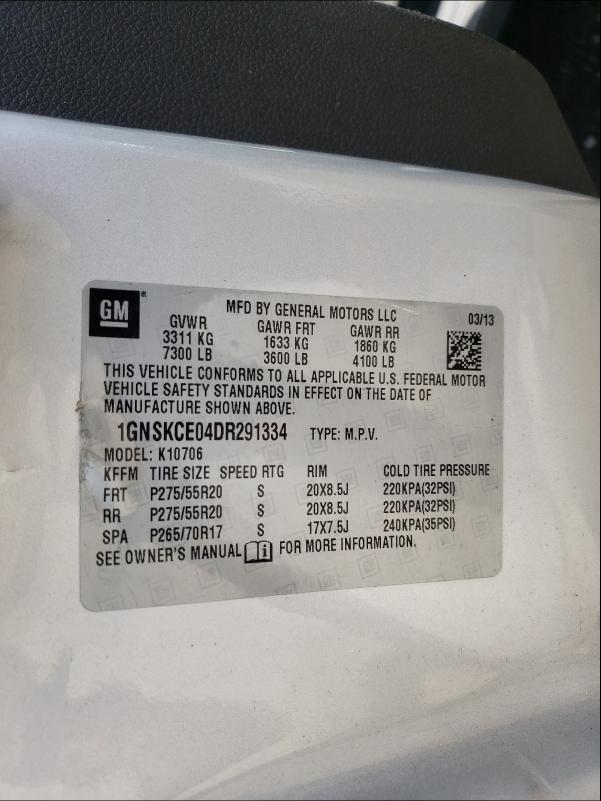 GM
MFD BY GENERAL MOTORS LLC 03/13
GVWR GAWR FRT GAWR RR
3311 KG 1633 KG 1860 KG
7300 LB 3600 LB 4100 LB
THIS VEHICLE CONFORMS TO ALL APPLICABLE U.S. FEDERAL MOTOR
VEHICLE SAFETY STANDARDS IN EFFECT ON THE DATE OF
MANUFACTURE SHOWN ABOVE.
1GNSKCE04DR291334 TYPE: M.P.V.
MODEL: K10706
KFFM TIRE SIZE SPEED RTG RIM COLD TIRE PRESSURE
FRT P275/55R20 S 20X8.5J 220KPA(32PSI)
RR P275/55R20 S 20X8.5J 220KPA(32PSI)
SPA P265/70R17 S 17X7.5J 240KPA(35PSI)
SEE OWNER'S MANUAL FOR MORE INFORMATION.